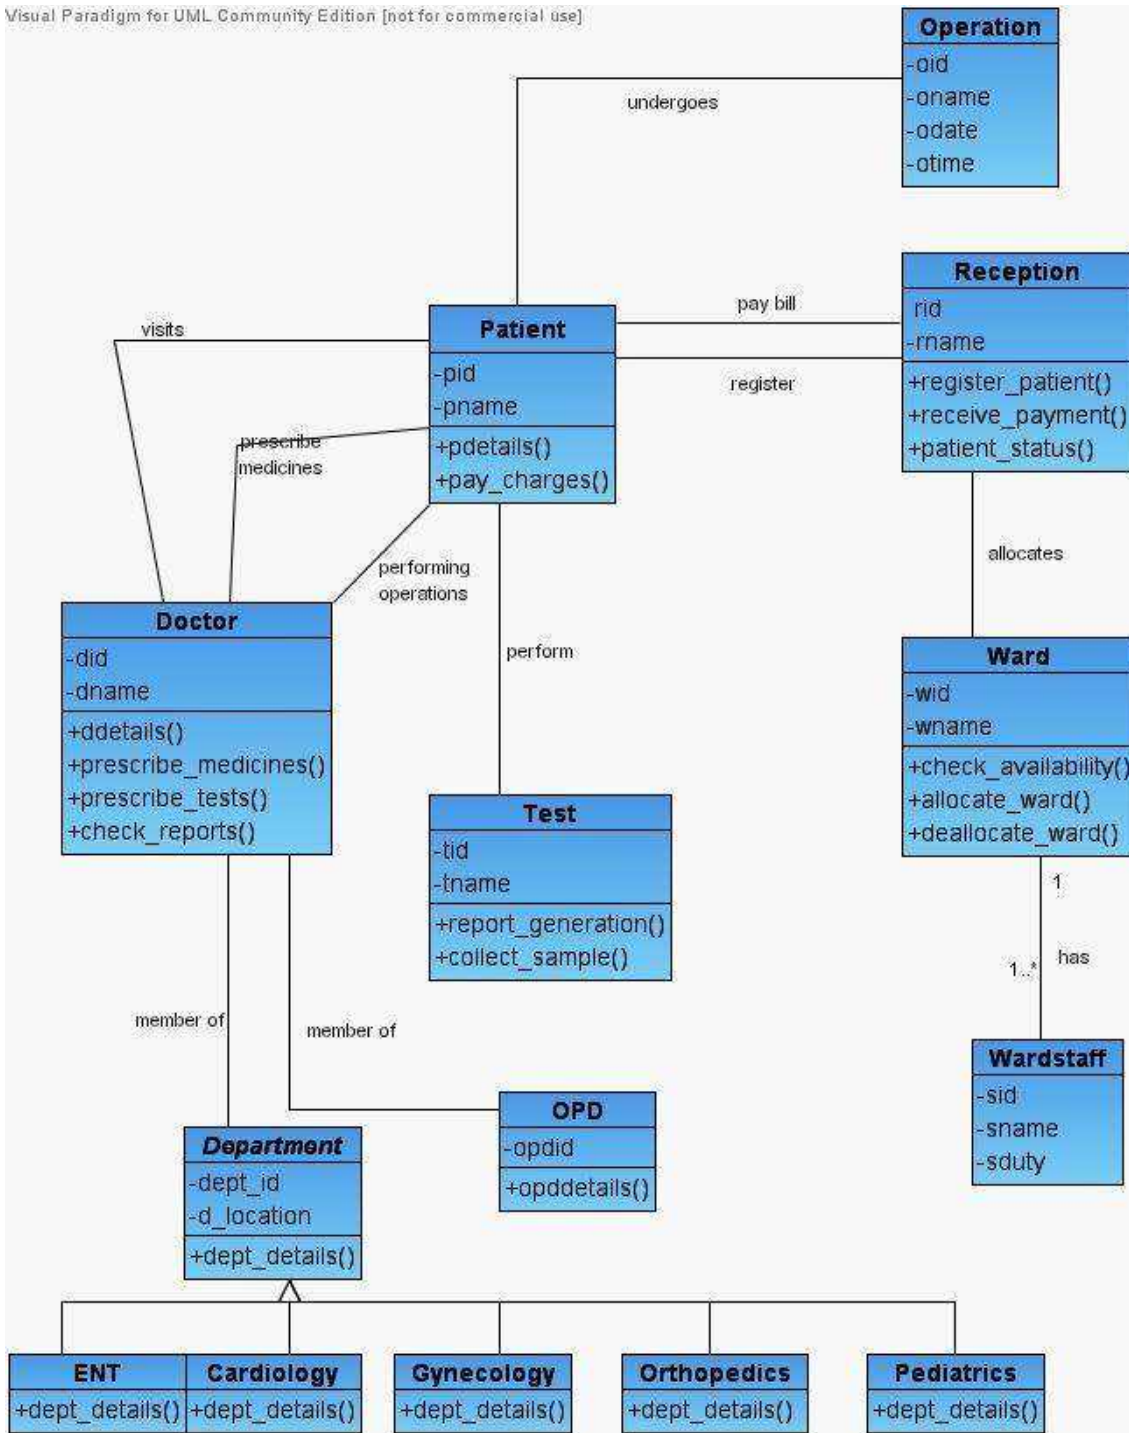 Visual Paradigm for UML Community Edition [not for commercial use]
Operation
-oid
-oname
-odate
-otime
undergoes
Reception
rid
-rname
+register_patient()
+receive_payment()
+patient_status()
pay bill
register
visits
Patient
-pid
-pname
+pdetails()
+pay_charges()
prescribe
medicines
performing
operations
allocates
Doctor
-did
-dname
+ddetails()
+prescribe_medicines()
+prescribe_tests()
+check_reports()
perform
Ward
-wid
-wname
+check_availability()
+allocate_ward()
+deallocate_ward()
Test
-tid
-tname
+report_generation()
+collect_sample()
1
1..*
has
member of
member of
Wardstaff
-sid
-sname
-sduty
OPD
-opdid
+opddetails()
Department
-dept_id
-d_location
+dept_details()
ENT
+dept_details()
Cardiology
+dept_details()
Gynecology
+dept_details()
Orthopedics
+dept_details()
Pediatrics
+dept_details()